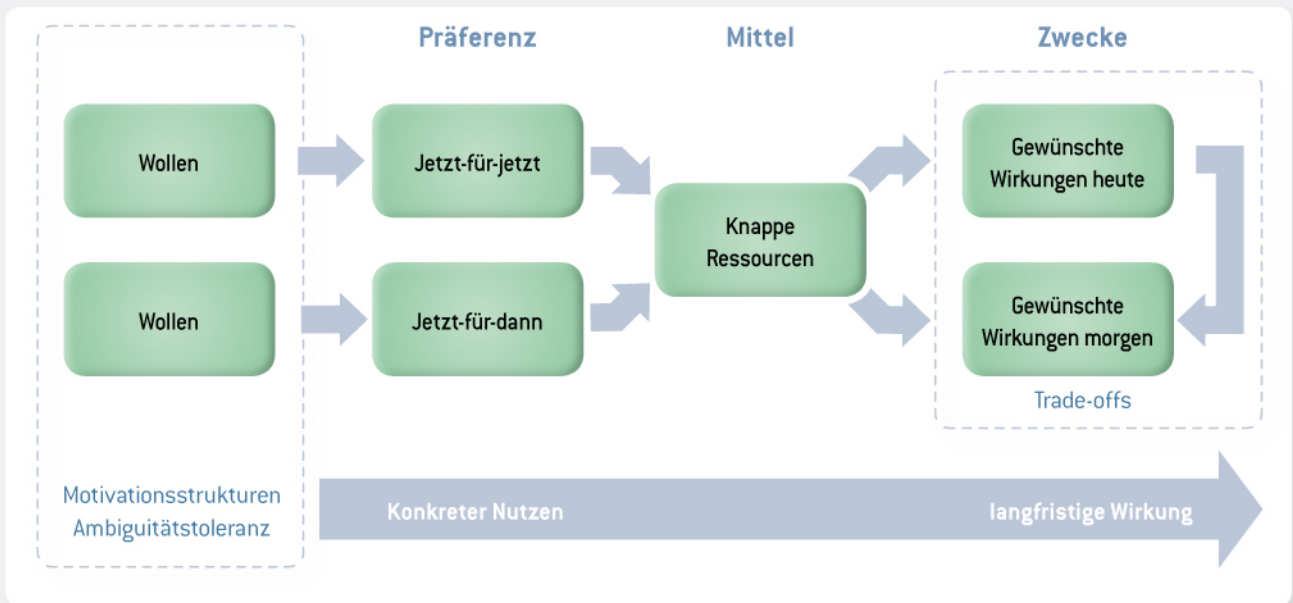 Präferenz
Mittel
Zwecke
Wollen
Jetzt-für-jetzt
Gewünschte
Wirkungen heute
Knappe
Ressourcen
Wollen
Jetzt-für-dann
Gewünschte
Wirkungen morgen
Trade-offs
Motivationsstrukturen
Ambiguitätstoleranz
Konkreter Nutzen
langfristige Wirkung